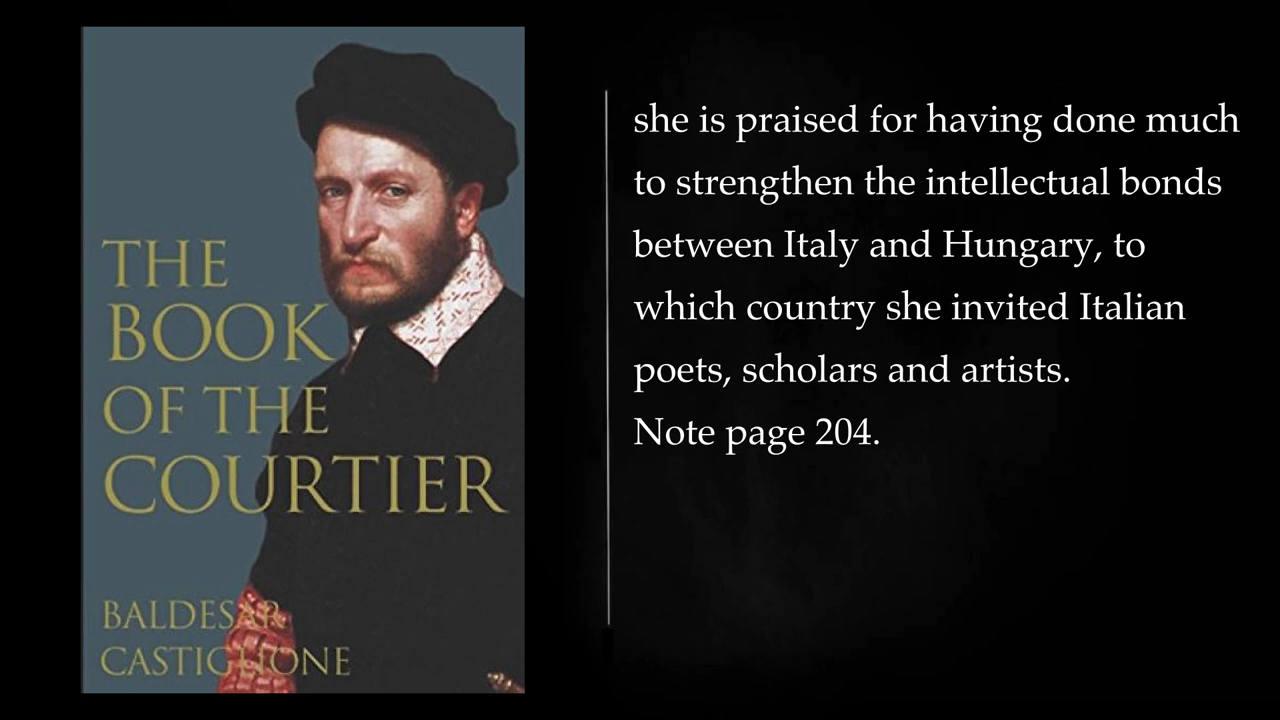 THE
BOOK
OF THE
COURTIER
BALDESAR
CASTIGLIONE
she is praised for having done much
to strengthen the intellectual bonds
between Italy and Hungary, to
which country she invited Italian
poets, scholars and artists.
Note page 204.